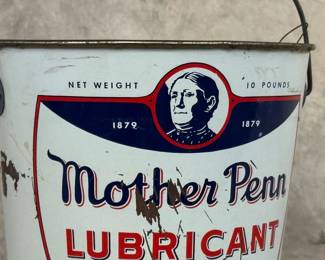 NET WEIGHT 10 POUNDS
1879 1879
Mother Penn
LUBRICANT